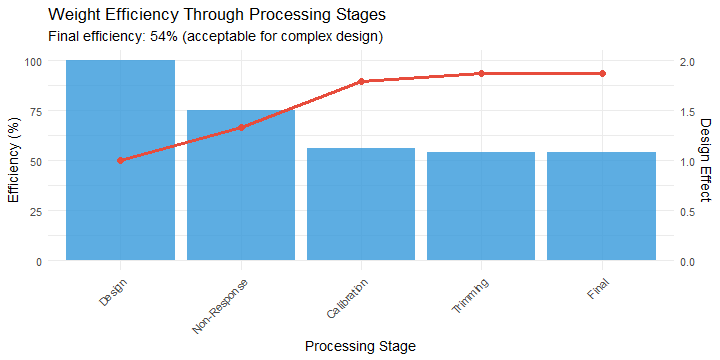 Weight Efficiency Through Processing Stages
Final efficiency: 54% (acceptable for complex design)
Efficiency (%)
100
75
50
25
0
2.0
1.5
1.0
0.5
0.0
Design Effect
Design
Non-Response
Calibration
Trimming
Final
Processing Stage